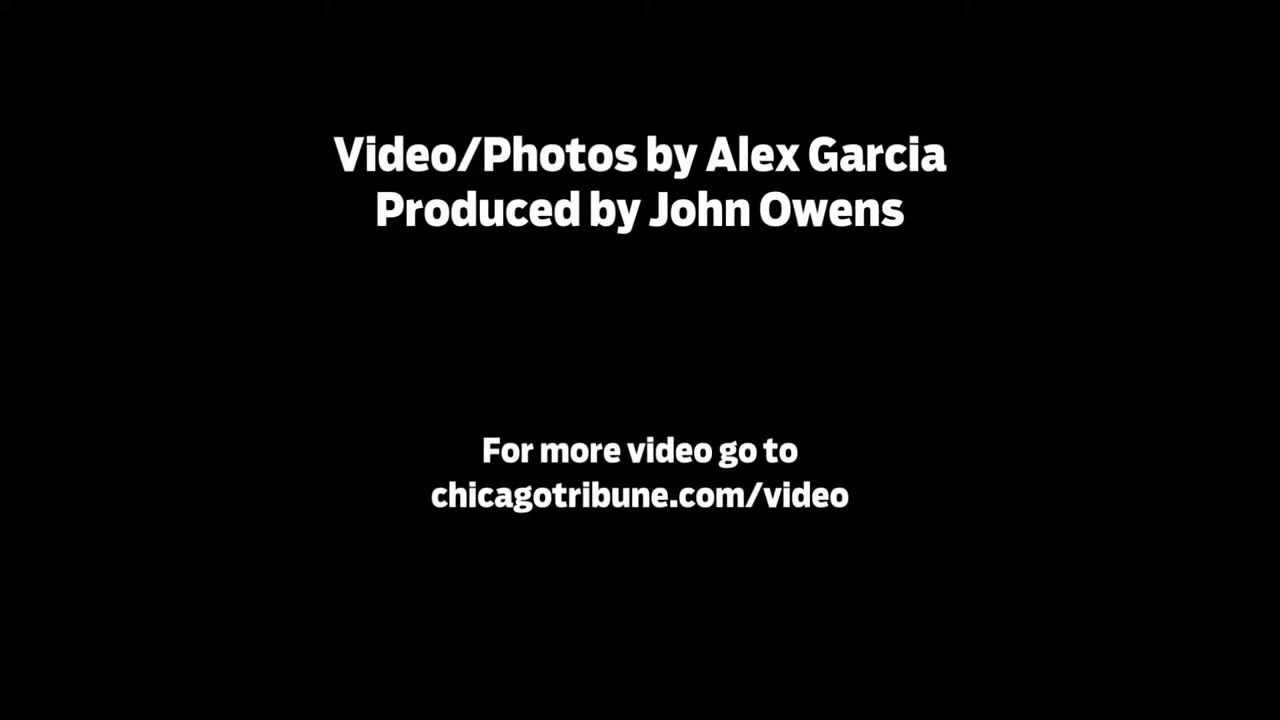 Video/Photos by Alex Garcia
Produced by John Owens
For more video go to
chicagotribune.com/video